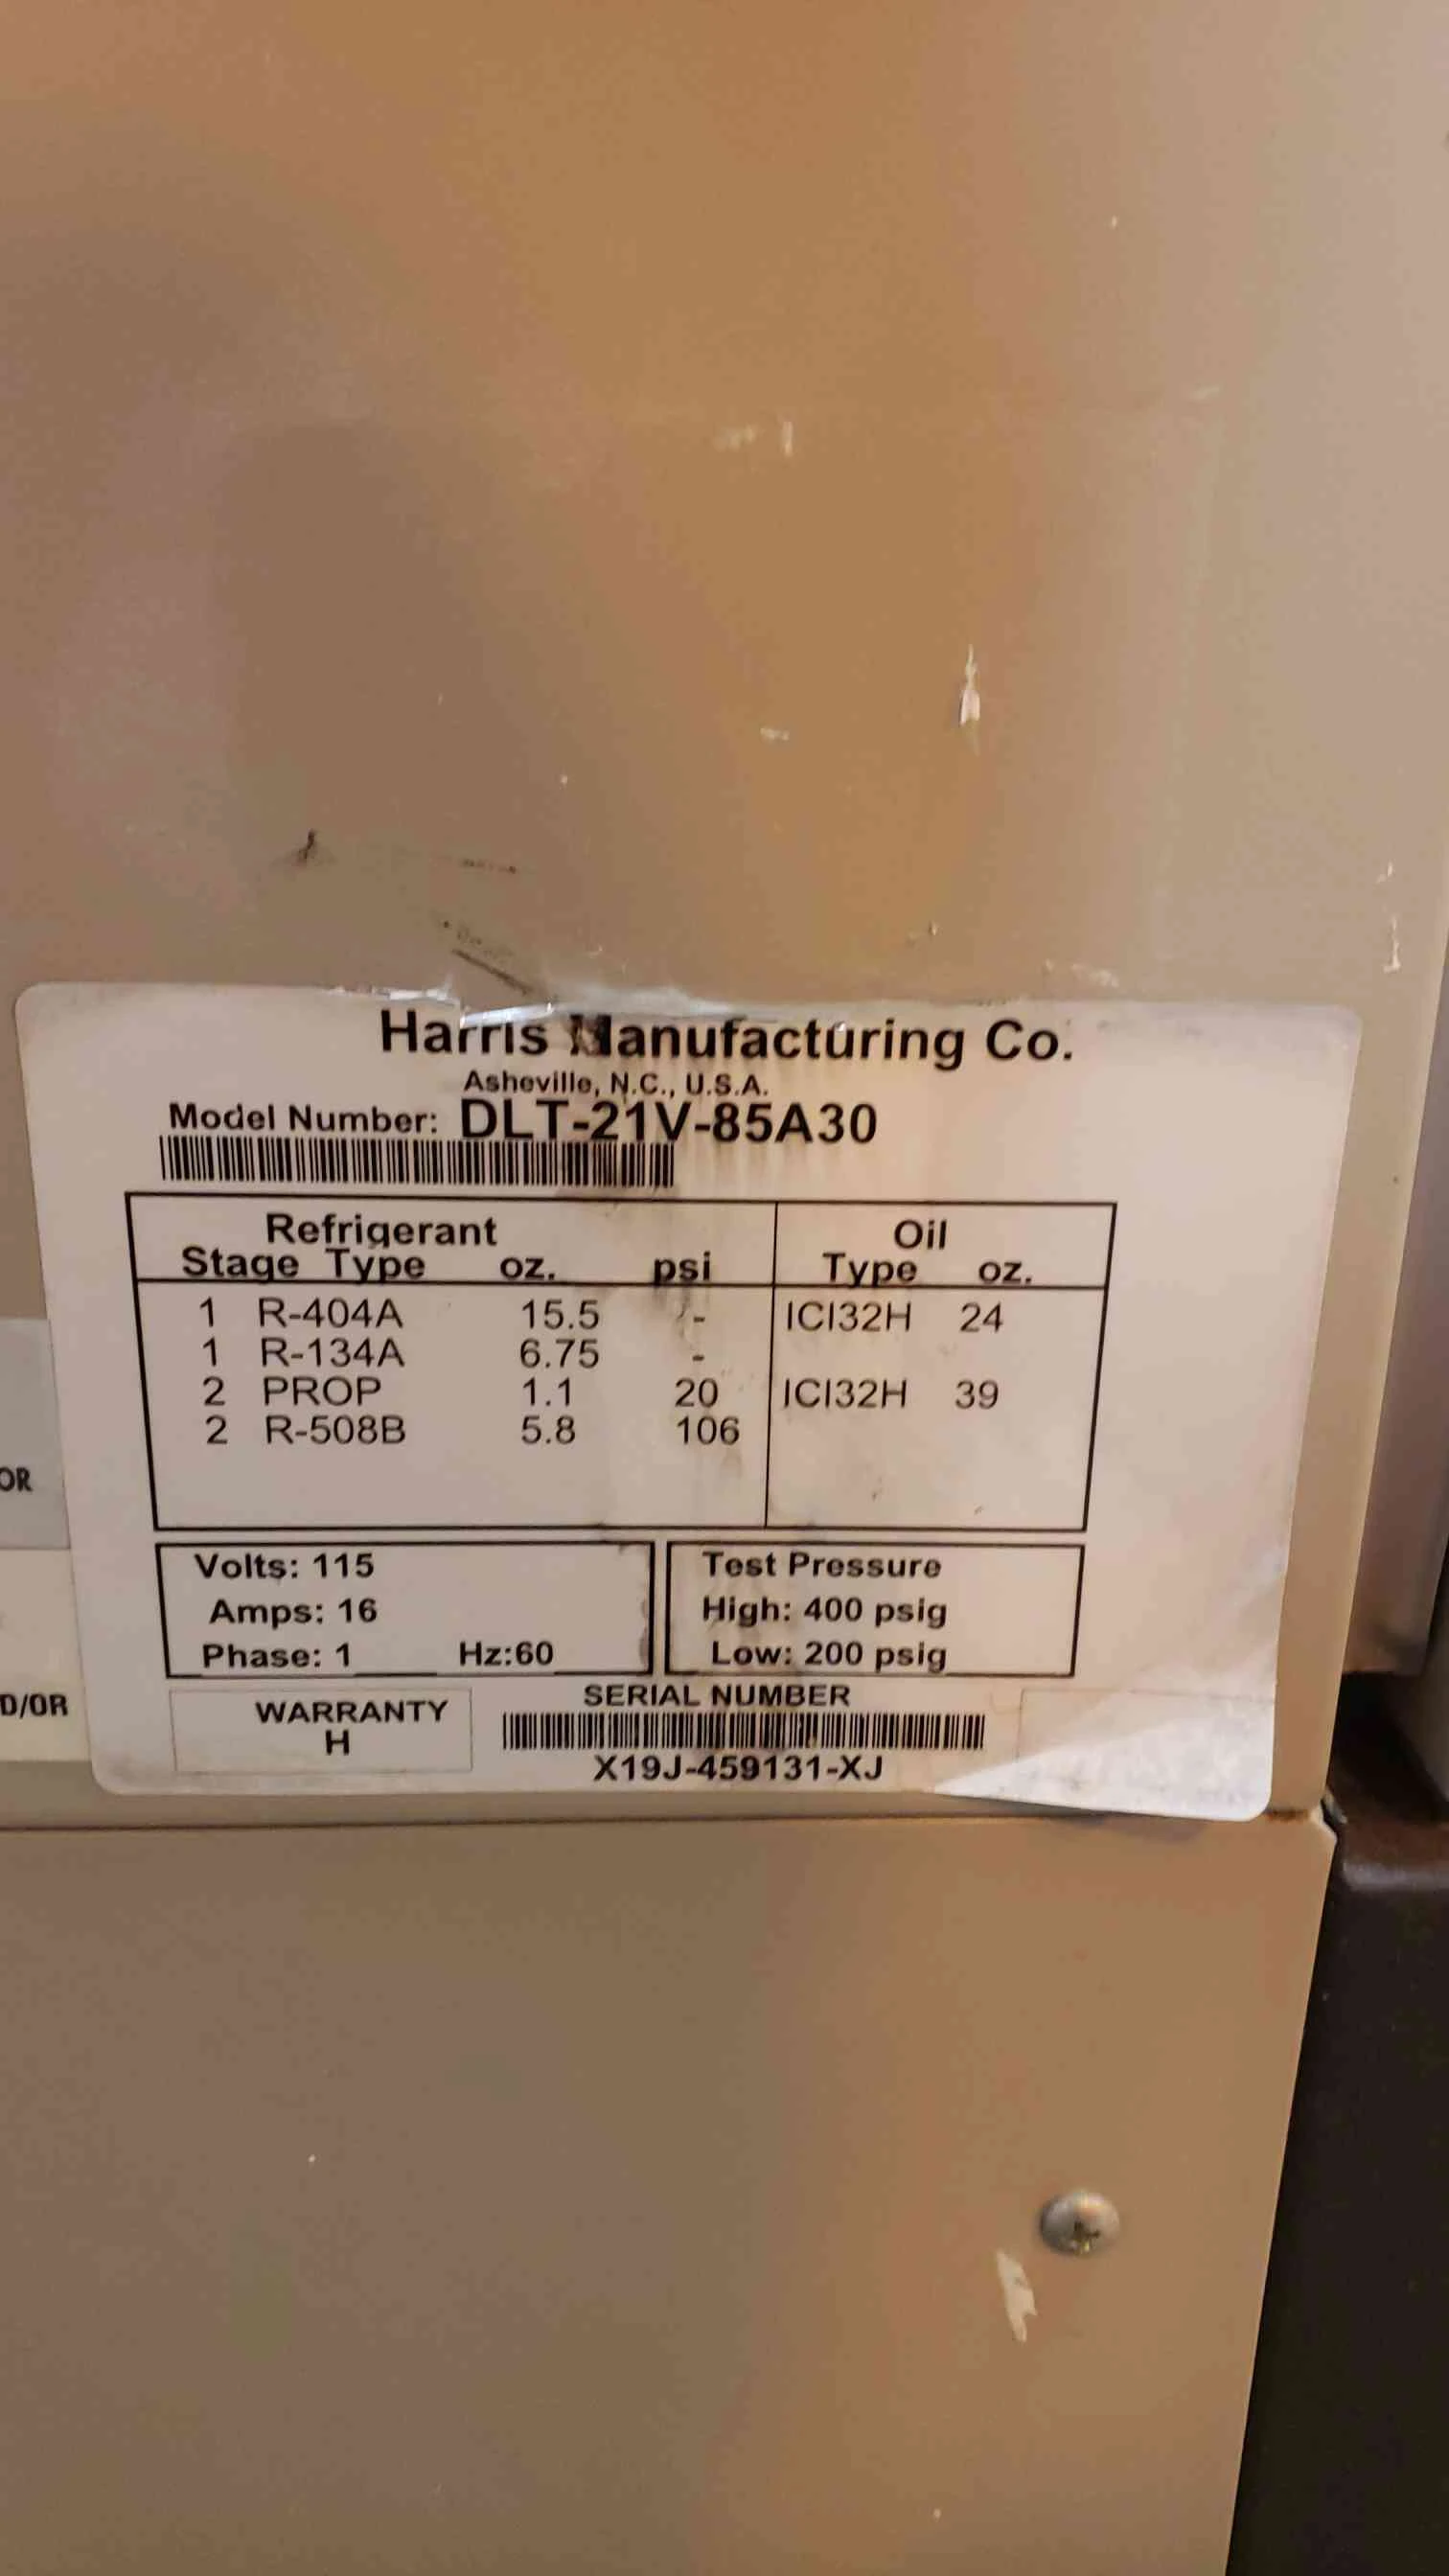 Harris Manufacturing Co.
Asheville, N.C., U.S.A.
Model Number: DLT-21V-85A30
Refrigerant Oil
Stage Type oz. psi Type oz.
1 R-404A 15.5 - ICI32H 24
1 R-134A 6.75 -
2 PROP 1.1 20 ICI32H 39
2 R-508B 5.8 106
OR
Volts: 115 Test Pressure
Amps: 16 High: 400 psig
Phase: 1 Hz:60 Low: 200 psig
D/OR
WARRANTY SERIAL NUMBER
H
X19J-459131-XJ